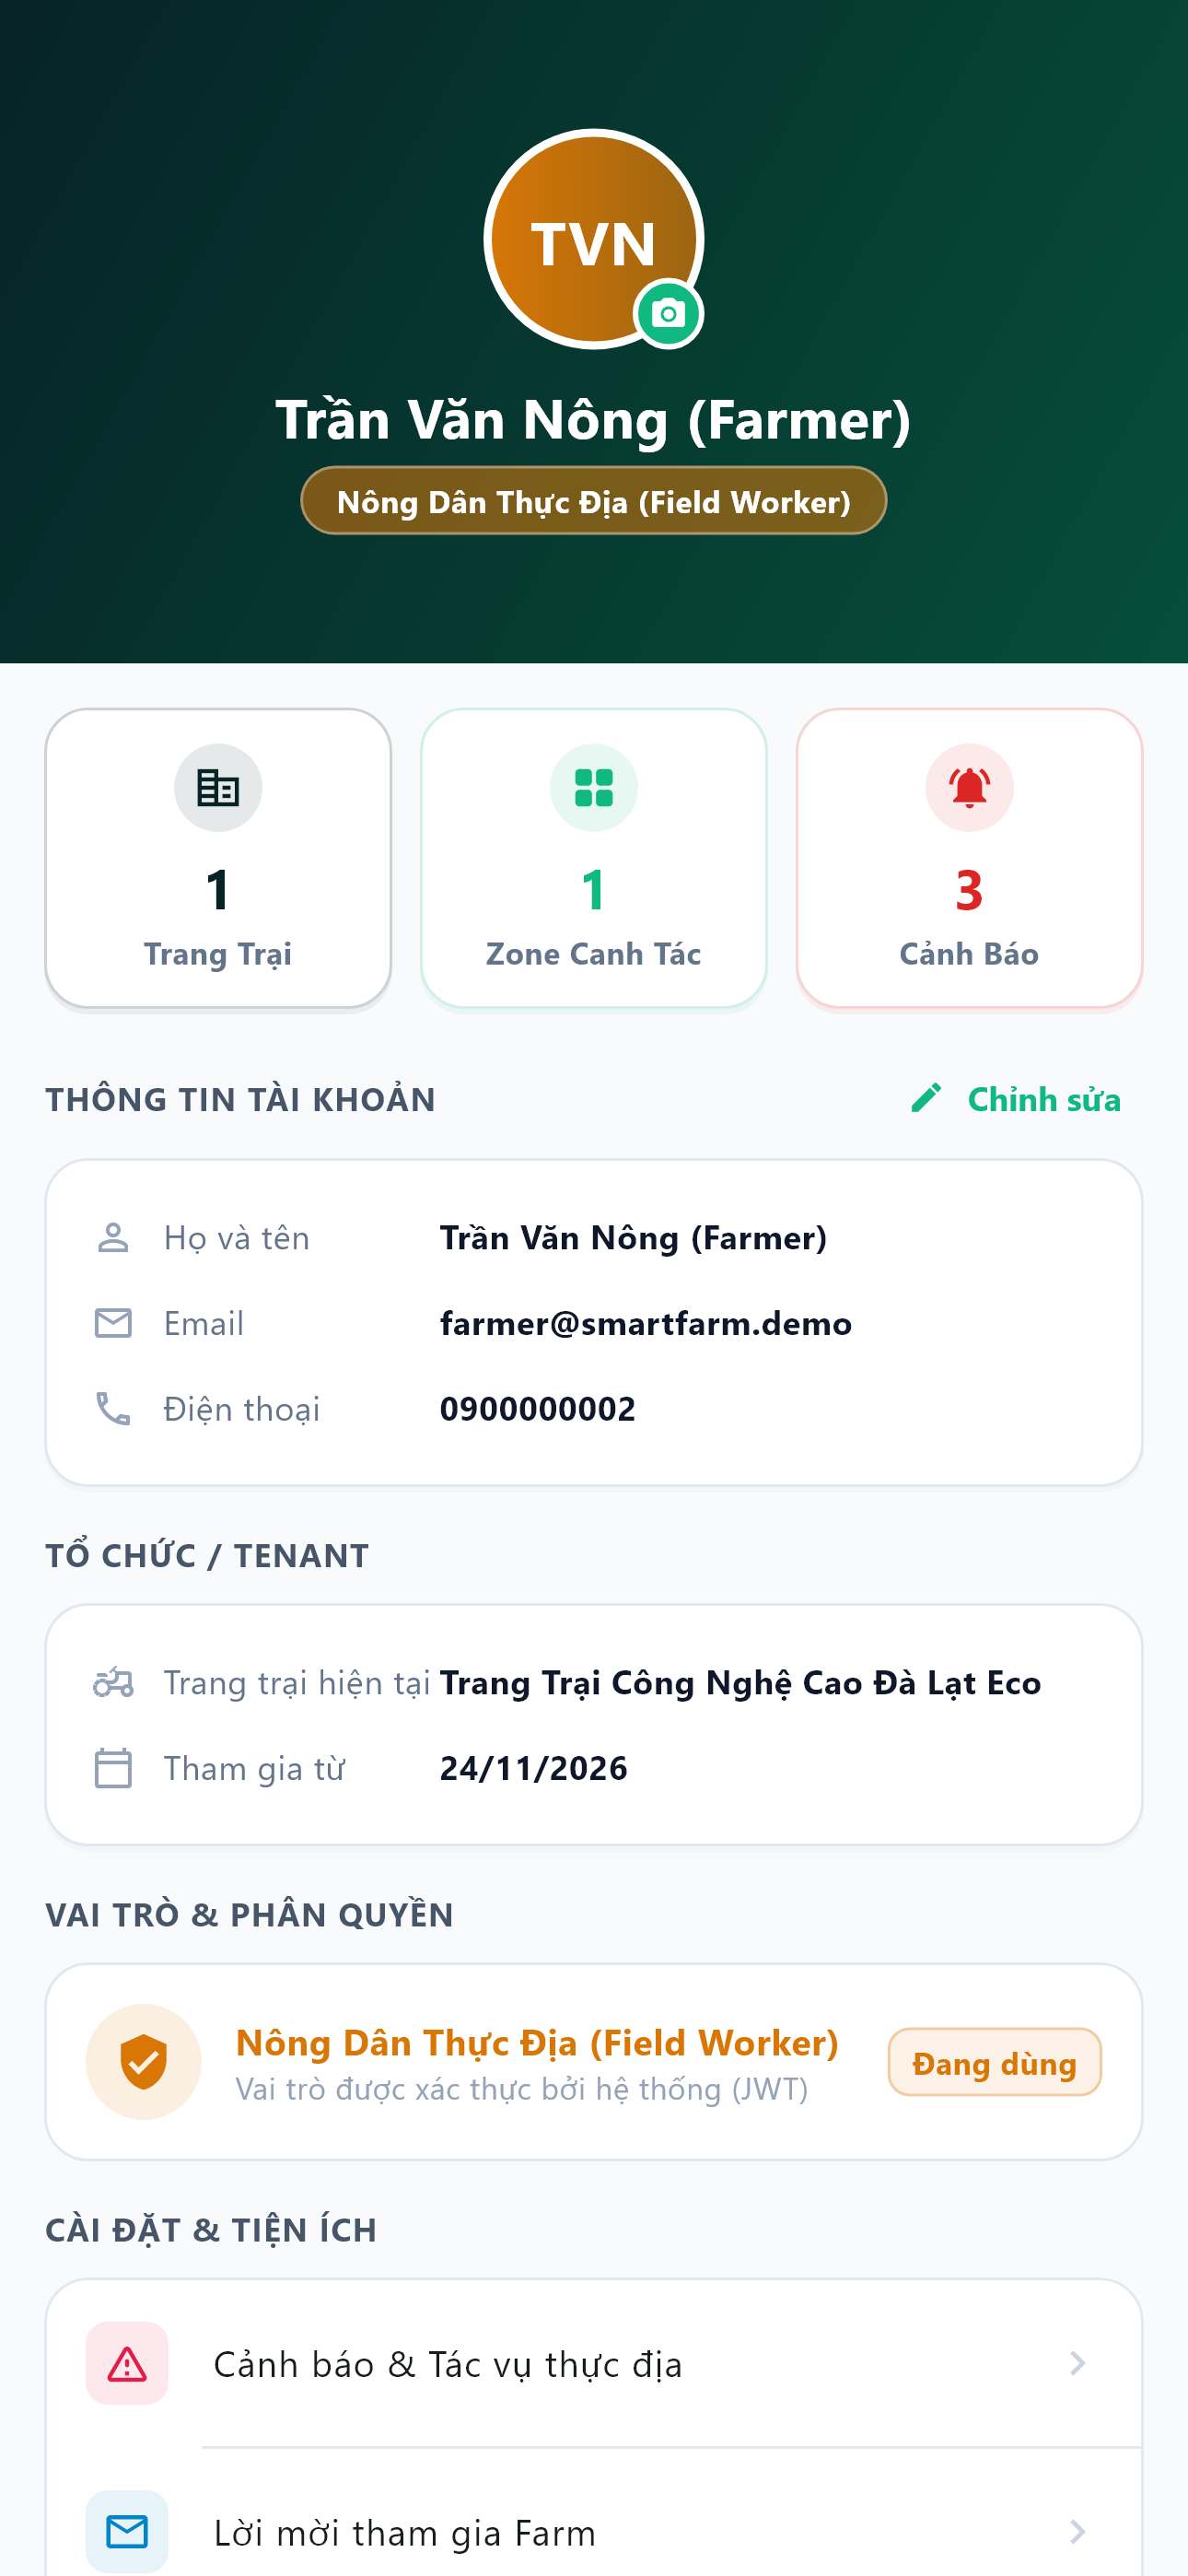 TVN
Trần Văn Nông (Farmer)
Nông Dân Thực Địa (Field Worker)
1
Trang Trại
1
Zone Canh Tác
3
Cảnh Báo
THÔNG TIN TÀI KHOẢN
Chỉnh sửa
Họ và tên Trần Văn Nông (Farmer)
Email farmer@smartfarm.demo
Điện thoại 0900000002
TỔ CHỨC / TENANT
Trang trại hiện tại Trang Trại Công Nghệ Cao Đà Lạt Eco
Tham gia từ 24/11/2026
VAI TRÒ & PHÂN QUYỀN
Nông Dân Thực Địa (Field Worker)
Vai trò được xác thực bởi hệ thống (JWT)
Đang dùng
CÀI ĐẶT & TIỆN ÍCH
Cảnh báo & Tác vụ thực địa
Lời mời tham gia Farm